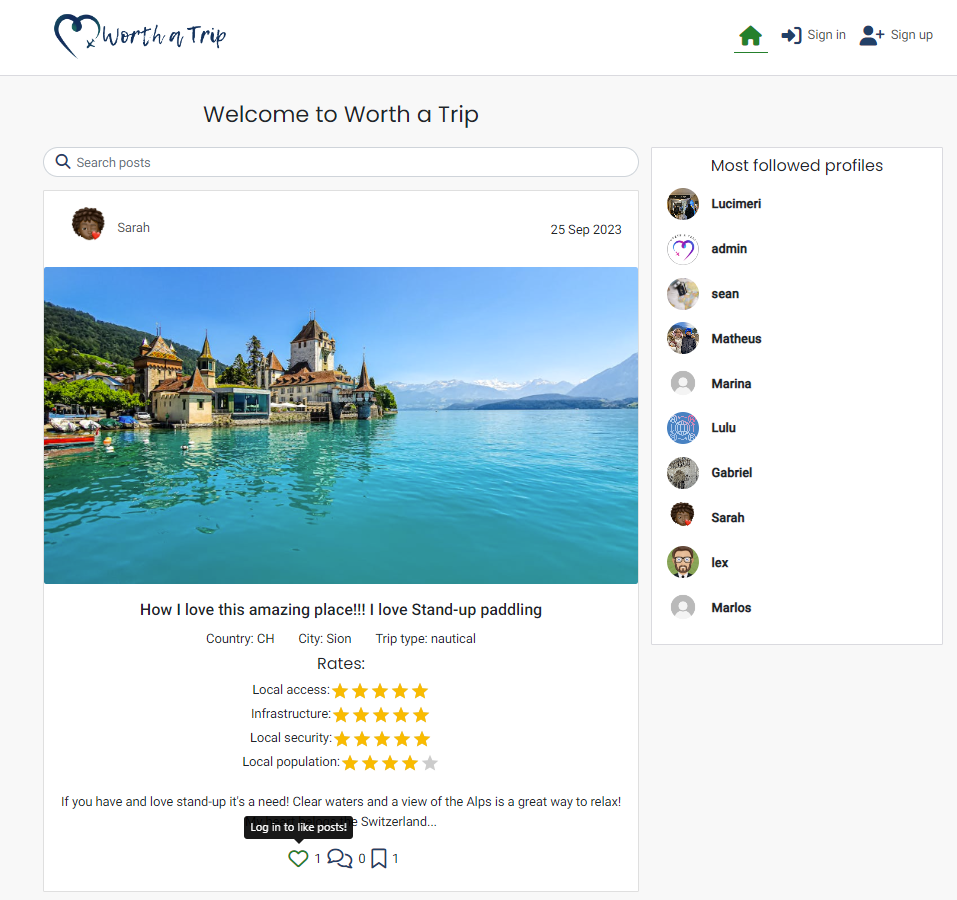 Worth a Trip
Sign in
Sign up
Welcome to Worth a Trip
Search posts
Sarah
25 Sep 2023
How I love this amazing place!!! I love Stand-up paddling
Country: CH City: Sion Trip type: nautical
Rates:
Local access:
Infrastructure:
Local security:
Local population:
If you have and love stand-up it's a need! Clear waters and a view of the Alps is a great way to relax!
Switzerland...
Log in to like posts!
1 0 1
Most followed profiles
Lucimeri
admin
sean
Matheus
Marina
Lulu
Gabriel
Sarah
lex
Marlos